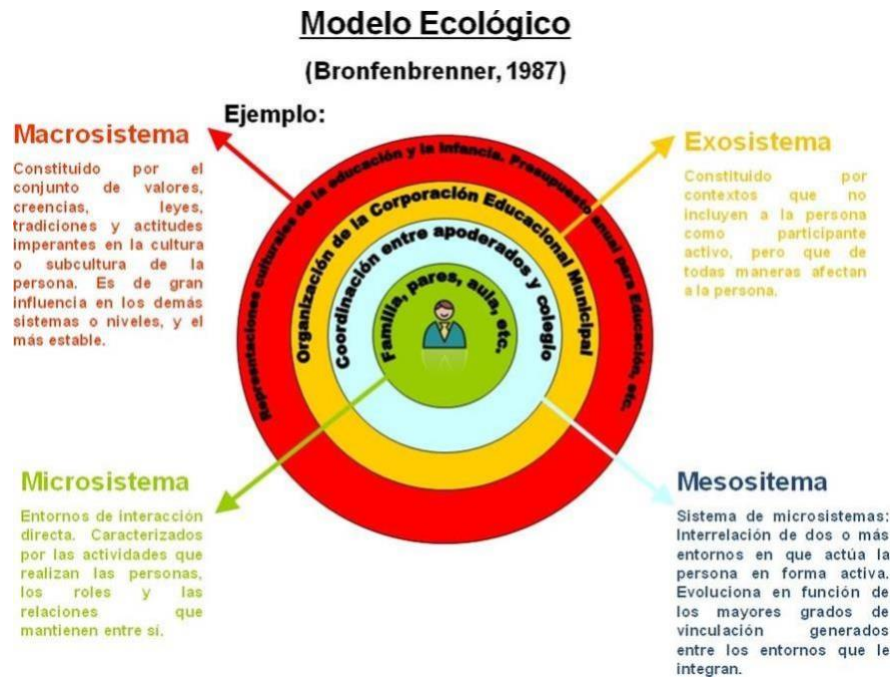 Modelo Ecológico
(Bronfenbrenner, 1987)
Ejemplo:
Macrosistema
Constituido por el
conjunto de valores,
creencias, leyes,
tradiciones y actitudes
imperantes en la cultura
o subcultura de la
persona. Es de gran
influencia en los demás
sistemas o niveles, y el
más estable.
Exosistema
Constituido por
contextos que no
incluyen a la persona
como participante
activo, pero que de
todas maneras afectan
a la persona.
Representaciones culturales de la educación y la infancia. Presupuesto anual para Educación, etc.
Organización de la Corporación Educacional Municipal
Coordinación entre apoderados y colegio
Familia, pares, aula, etc.
Microsistema
Entornos de interacción
directa. Caracterizados
por las actividades que
realizan las personas,
los roles y las
relaciones que
mantienen entre sí.
Mesositema
Sistema de microsistemas:
Interrelación de dos o más
entornos en que actúa la
persona en forma activa.
Evoluciona en función de
los mayores grados de
vinculación generados
entre los entornos que le
integran.